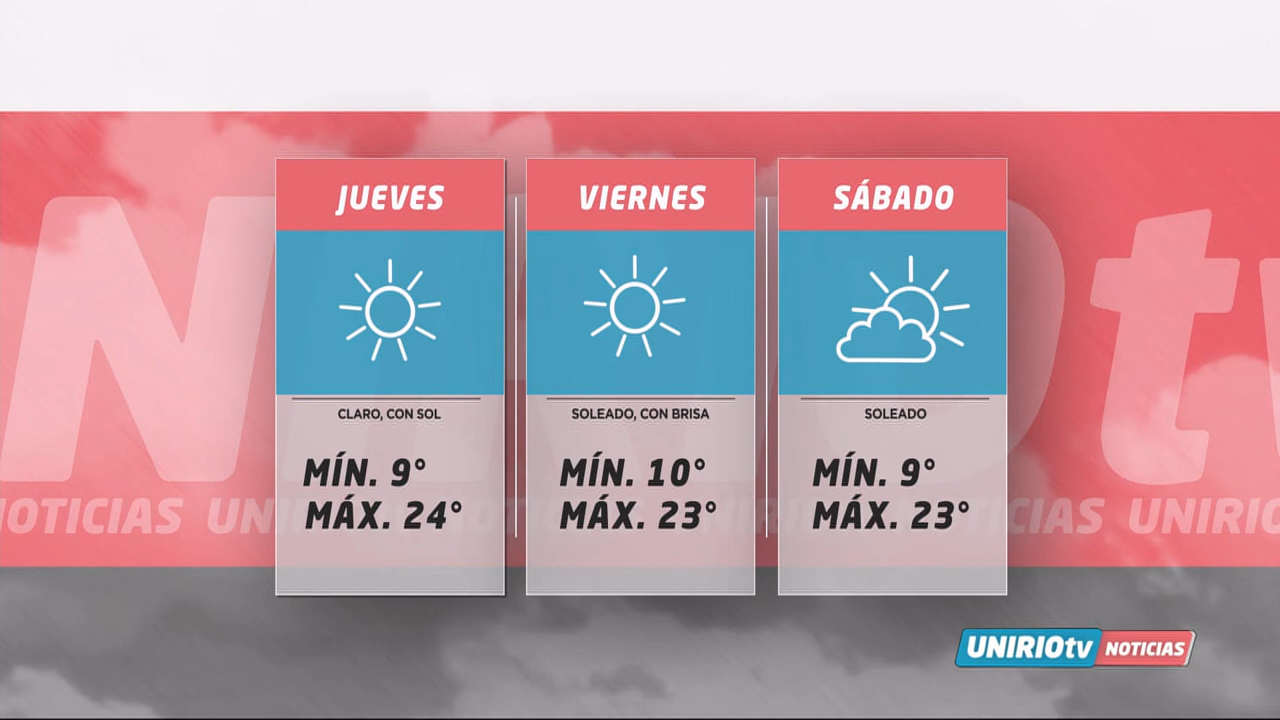 JUEVES
CLARO, CON SOL
MÍN. 9°
MÁX. 24°
VIERNES
SOLEADO, CON BRISA
MÍN. 10°
MÁX. 23°
SÁBADO
SOLEADO
MÍN. 9°
MÁX. 23°
UNIRIOtv NOTICIAS